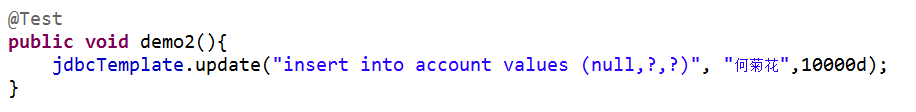 @Test
public void demo2(){
jdbcTemplate.update("insert into account values (null,?,?)", "何菊花",10000d);
}